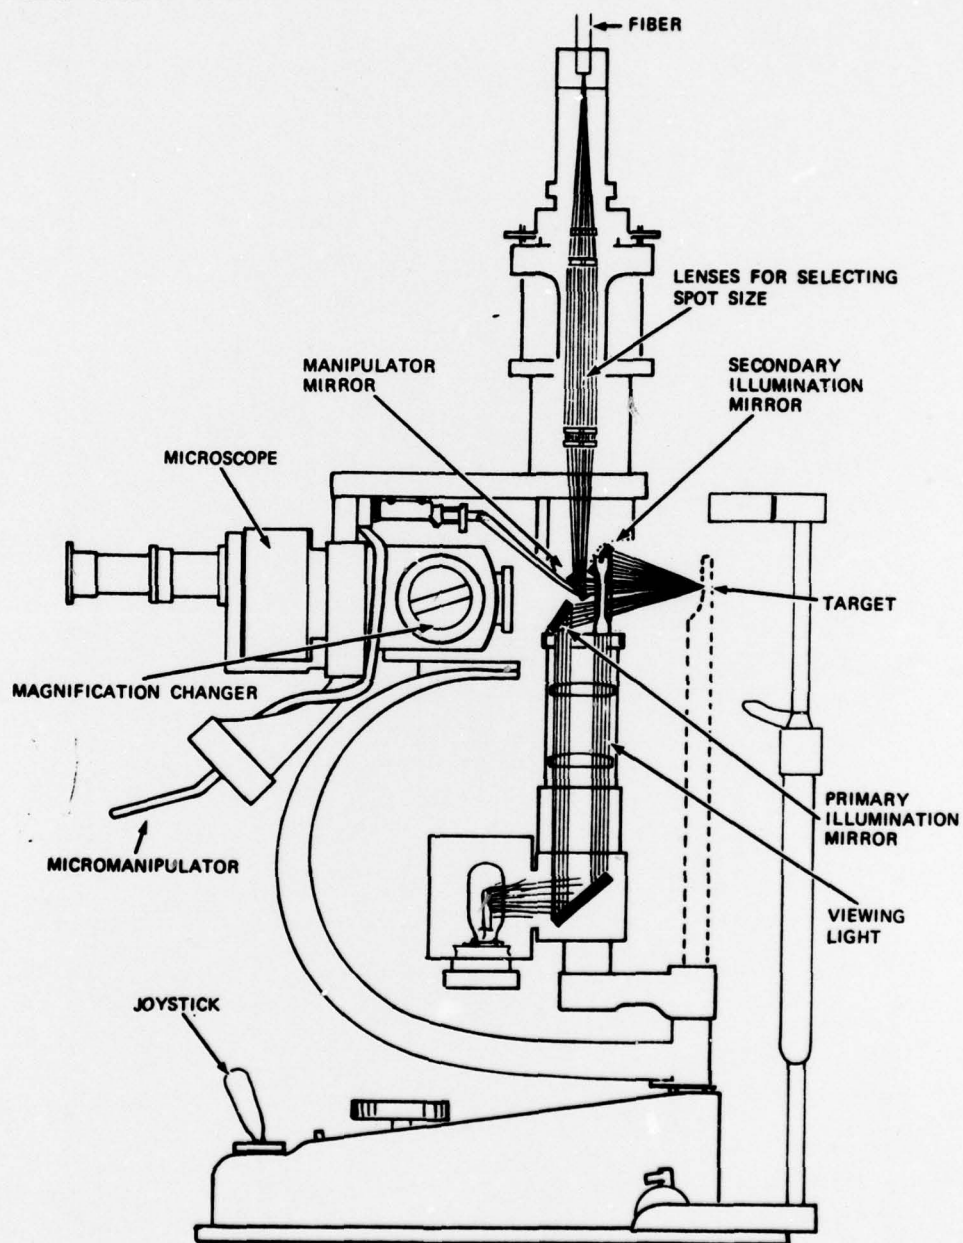 FIBER
LENSES FOR SELECTING
SPOT SIZE
MANIPULATOR
MIRROR
SECONDARY
ILLUMINATION
MIRROR
MICROSCOPE
TARGET
MAGNIFICATION CHANGER
PRIMARY
ILLUMINATION
MIRROR
MICROMANIPULATOR
VIEWING
LIGHT
JOYSTICK